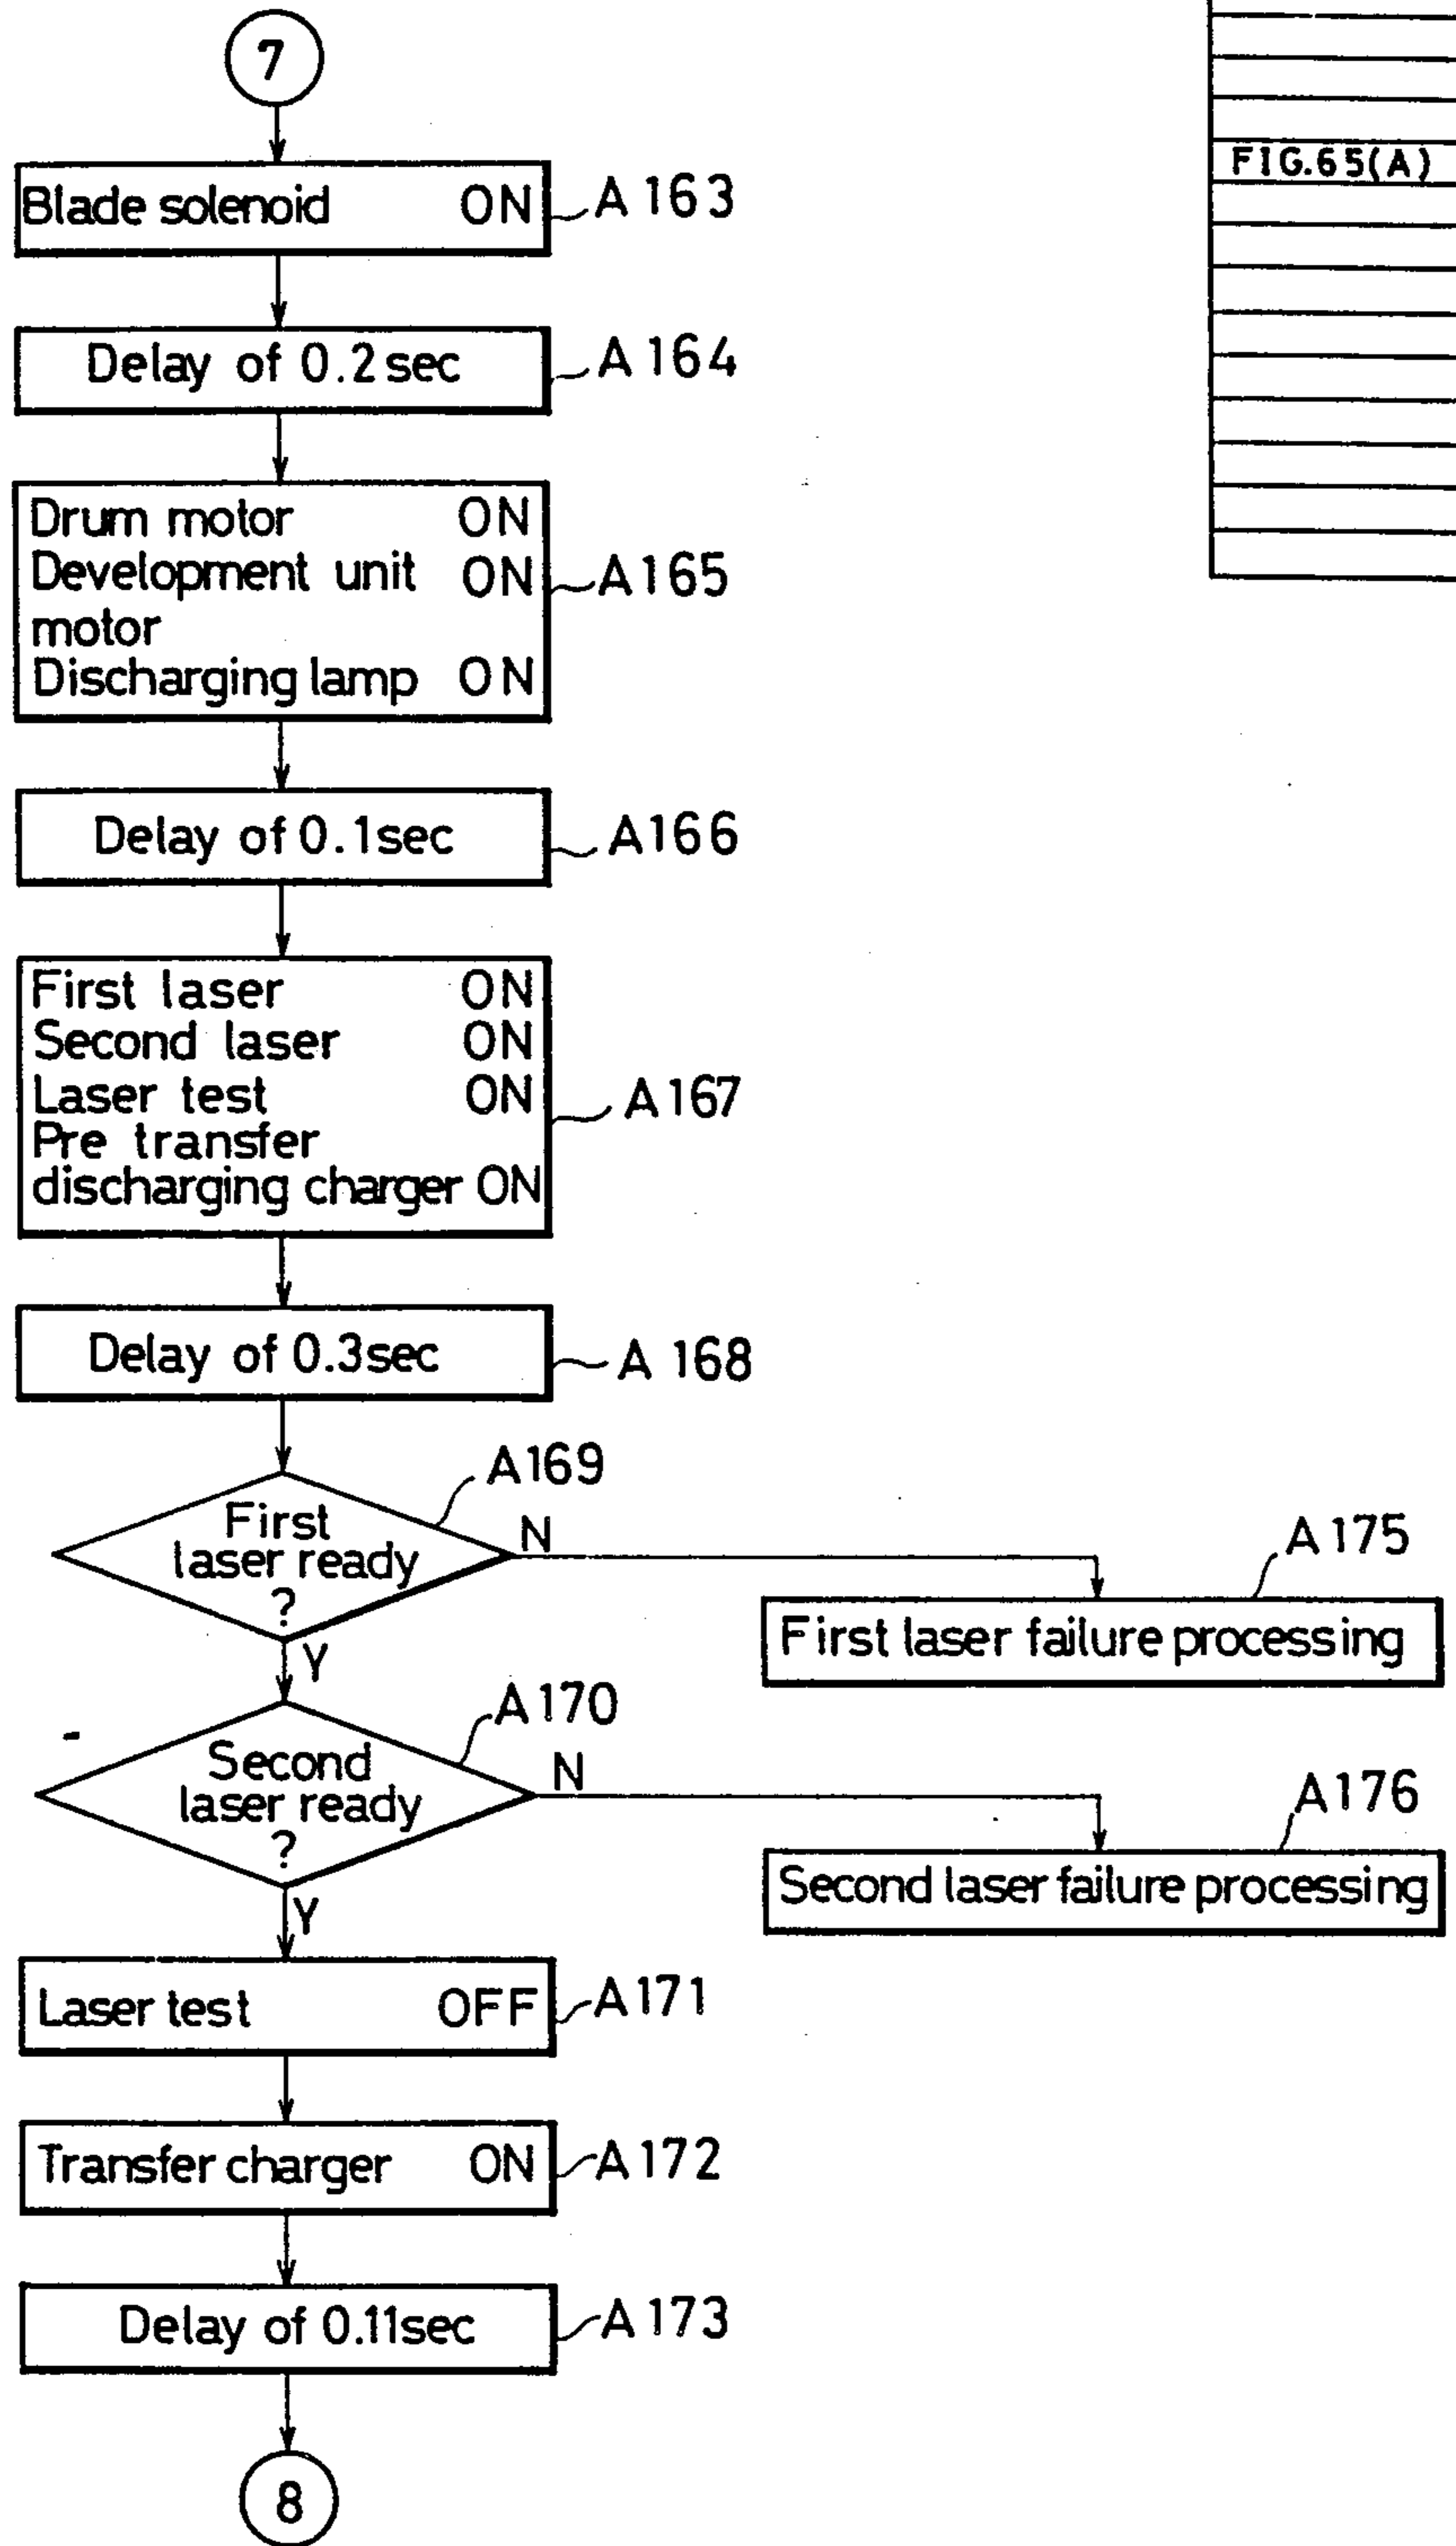 7
FIG.65(A)
Blade solenoid ON
A 163
Delay of 0.2 sec
A 164
Drum motor ON
Development unit ON
motor
Discharging lamp ON
A165
Delay of 0.1sec
A166
First laser ON
Second laser ON
Laser test ON
Pre transfer
discharging charger ON
A167
Delay of 0.3sec
A 168
A169
First
laser ready
?
N
Y
A175
First laser failure processing
A170
Second
laser ready
?
N
Y
A176
Second laser failure processing
Laser test OFF
A171
Transfer charger ON
A172
Delay of 0.11sec
A173
8